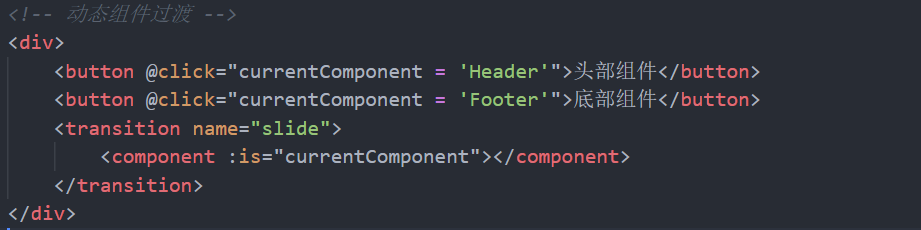 <!-- 动态组件过渡 -->
<div>
    <button @click="currentComponent = 'Header'">头部组件</button>
    <button @click="currentComponent = 'Footer'">底部组件</button>
    <transition name="slide">
        <component :is="currentComponent"></component>
    </transition>
</div>